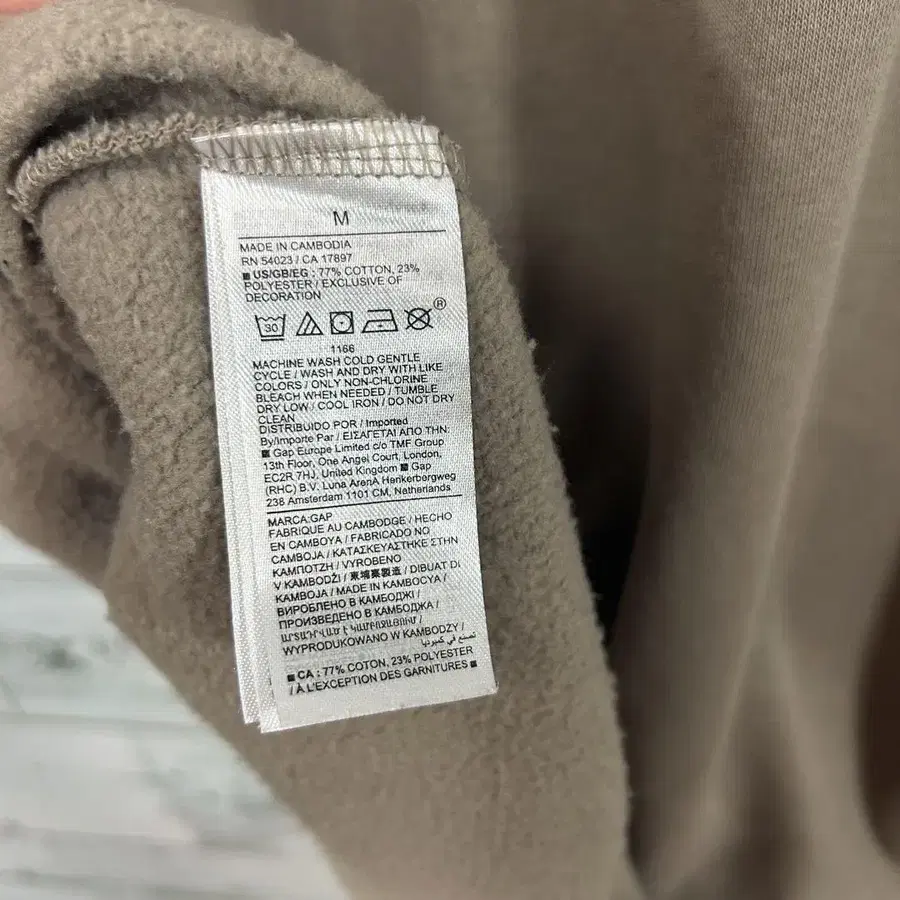 M
MADE IN CAMBODIA
RN 54023 / CA 17897
■ US/GB/EG : 77% COTTON, 23%
POLYESTER / EXCLUSIVE OF
DECORATION
30 ®
1166
MACHINE WASH COLD GENTLE
CYCLE / WASH AND DRY WITH LIKE
COLORS / ONLY NON-CHLORINE
BLEACH WHEN NEEDED / TUMBLE
DRY LOW / COOL IRON / DO NOT DRY
CLEAN
DISTRIBUIDO POR / Imported
By/Importe Par / ΕΙΣΑΓΕΤΑΙ ΑΠΟ ΤΗΝ:
■ Gap Europe Limited c/o TMF Group
13th Floor, One Angel Court, London,
EC2R 7HJ, United Kingdom ■ Gap
(RHC) B.V. Luna ArenA Herikerbergweg
238 Amsterdam 1101 CM, Netherlands
MARCA:GAP
FABRIQUE AU CAMBODGE / HECHO
EN CAMBOYA / FABRICADO NO
CAMBOJA / ΚΑΤΑΣΚΕΥΑΣΤΗΚΕ ΣΤΗΝ
ΚΑΜΠΟΤΖΗ / VYROBENO
V KAMBODŽI / 柬埔寨製造 / DIBUAT DI
KAMBOJA / MADE IN KAMBOCYA /
ВИРОБЛЕНО В КАМБОДЖІ /
ПРОИЗВЕДЕНО В КАМБОДЖА /
WYPRODUKOWANO W KAMBODŻY / تصنع في كمبوديا
■ CA : 77% COTON, 23% POLYESTER
/ À L'EXCEPTION DES GARNITURES ■